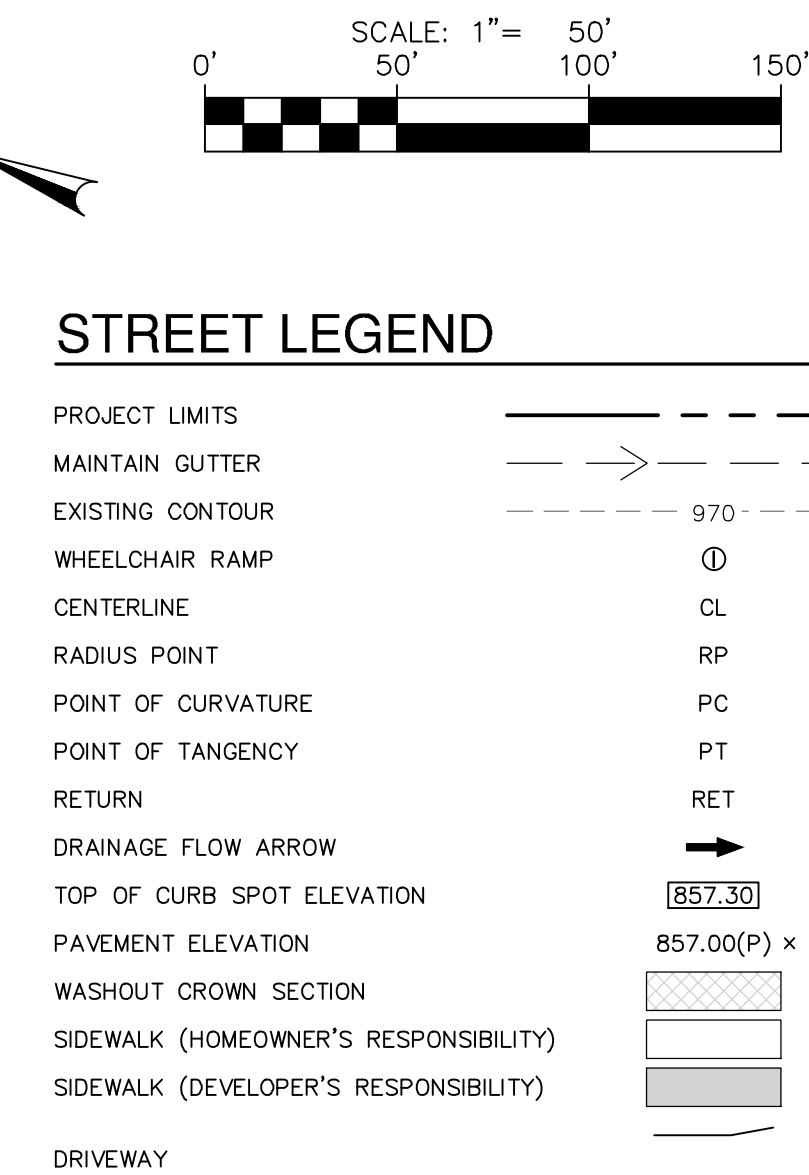 SCALE: 1"= 50'
0' 50' 100' 150'
STREET LEGEND
PROJECT LIMITS
MAINTAIN GUTTER
EXISTING CONTOUR 970
WHEELCHAIR RAMP
CENTERLINE CL
RADIUS POINT RP
POINT OF CURVATURE PC
POINT OF TANGENCY PT
RETURN RET
DRAINAGE FLOW ARROW
TOP OF CURB SPOT ELEVATION 857.30
PAVEMENT ELEVATION 857.00(P) ×
WASHOUT CROWN SECTION
SIDEWALK (HOMEOWNER'S RESPONSIBILITY)
SIDEWALK (DEVELOPER'S RESPONSIBILITY)
DRIVEWAY